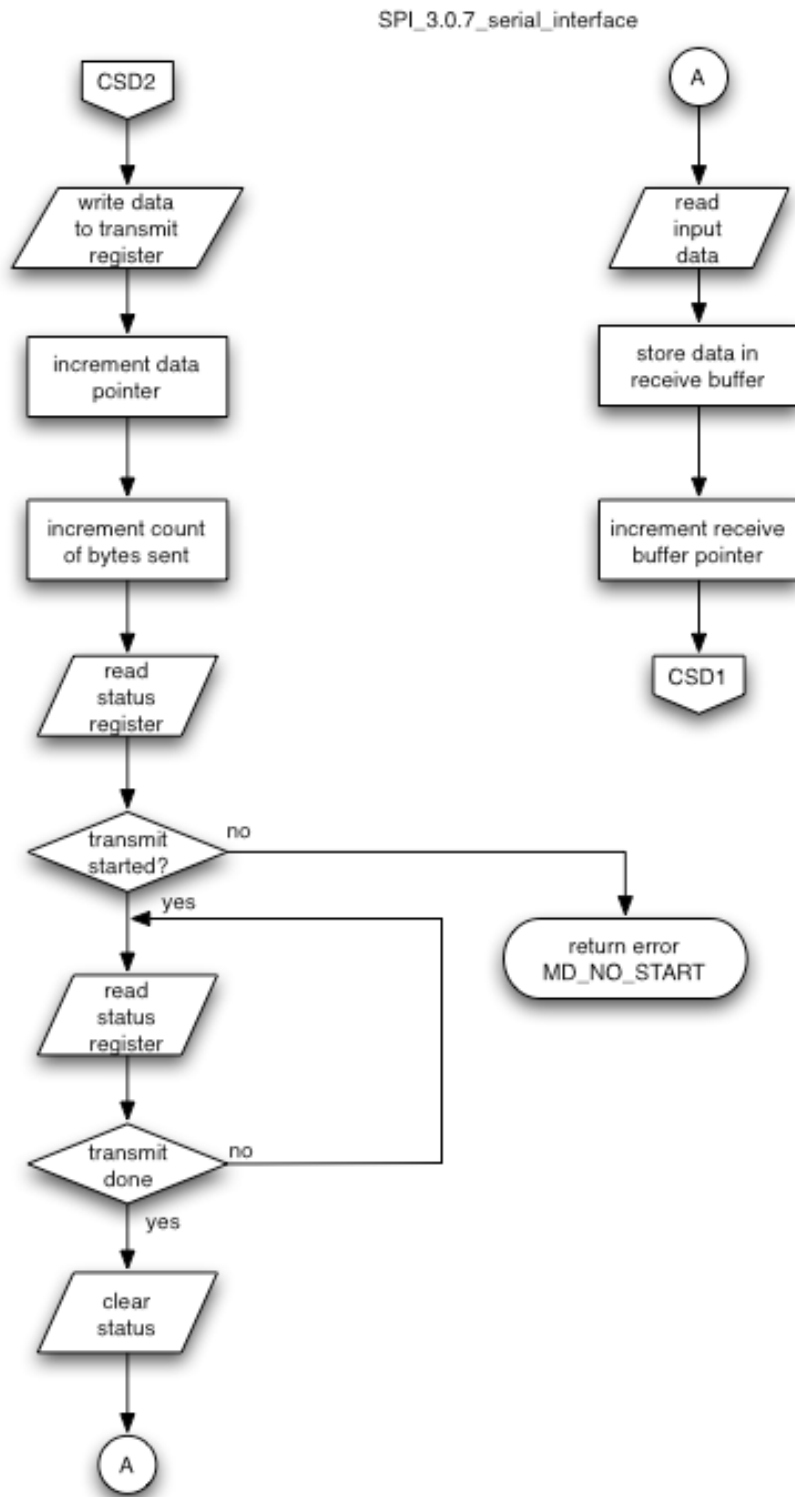 SPI_3.0.7_serial_interface
CSD2
write data
to transmit
register
increment data
pointer
increment count
of bytes sent
read
status
register
transmit
started?
no
yes
return error
MD_NO_START
read
status
register
transmit
done
no
yes
clear
status
A
A
read
input
data
store data in
receive buffer
increment receive
buffer pointer
CSD1